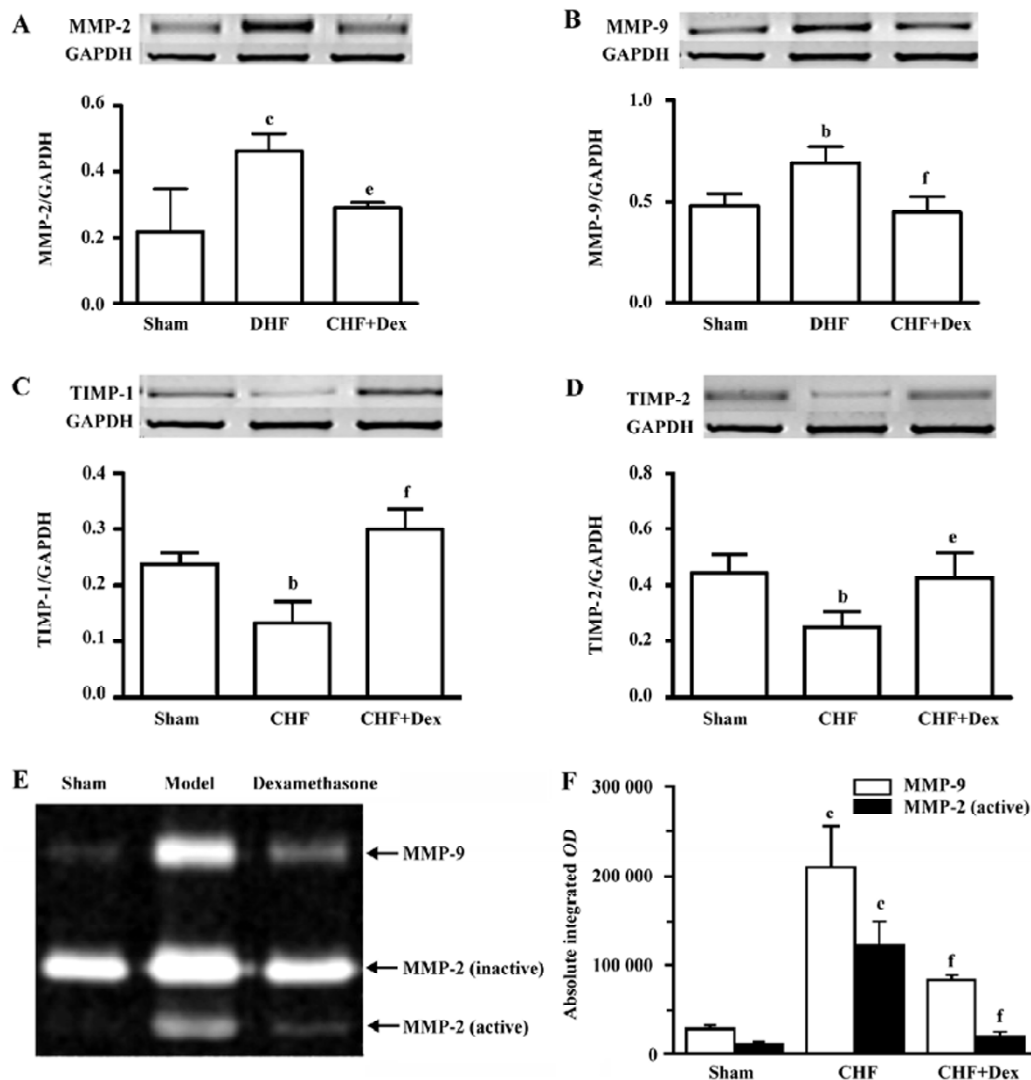 A
MMP-2
GAPDH
MMP-2/GAPDH
0.6
0.4
0.2
0.0
c
e
Sham DHF CHF+Dex
B
MMP-9
GAPDH
MMP-9/GAPDH
1.0
0.5
0.0
b
f
Sham DHF CHF+Dex
C
TIMP-1
GAPDH
TIMP-1/GAPDH
0.4
0.3
0.2
0.1
0.0
b
f
Sham CHF CHF+Dex
D
TIMP-2
GAPDH
TIMP-2/GAPDH
0.8
0.6
0.4
0.2
0.0
b
e
Sham CHF CHF+Dex
E
Sham Model Dexamethasone
MMP-9
MMP-2 (inactive)
MMP-2 (active)
F
MMP-9
MMP-2 (active)
Absolute integrated OD
300 000
200 000
100 000
0
c
c
f
f
Sham CHF CHF+Dex